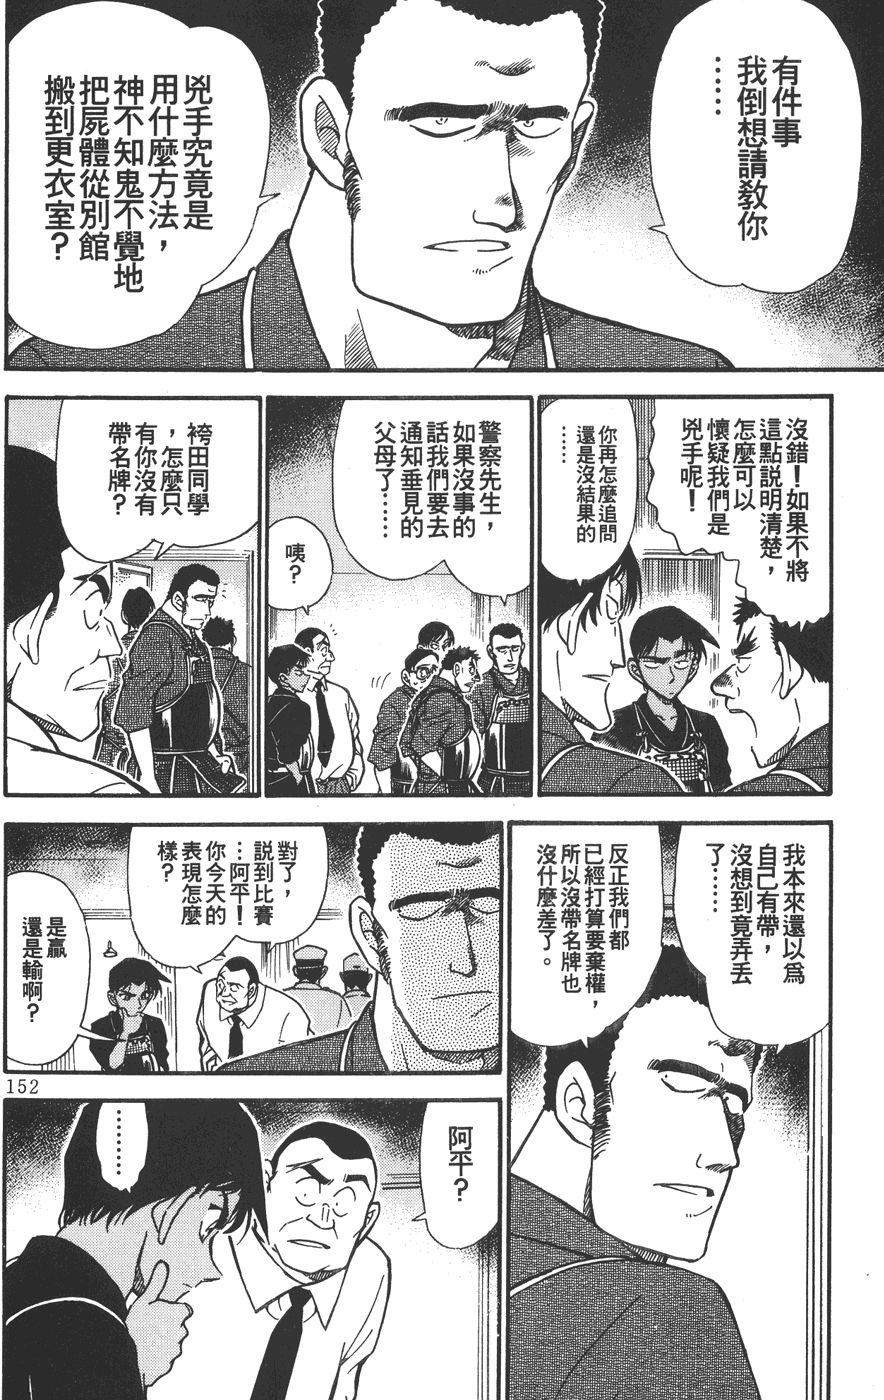 有件事
我倒想請敎你
……
兇手究竟是
用什麼方法，
神不知鬼不覺地
把屍體從別館
搬到更衣室？
沒錯！如果不將
這點說明清楚，
怎麼可以
懷疑我們是
兇手呢！
你再怎麼追問
還是沒結果的
……
警察先生，
如果沒事的
話我們要去
通知垂見的
父母了……
咦？
袴田同學
，怎麼只
有你沒有
帶名牌？
我本來還以為
自己有帶，
沒想到竟弄丟
了……
反正我們都
已經打算要棄權，
所以沒帶名牌也
沒什麼差了。
對了，
說到比賽
…阿平！
你今天的
表現怎麼
樣？
是贏
還是輸啊？
152
阿平？
……